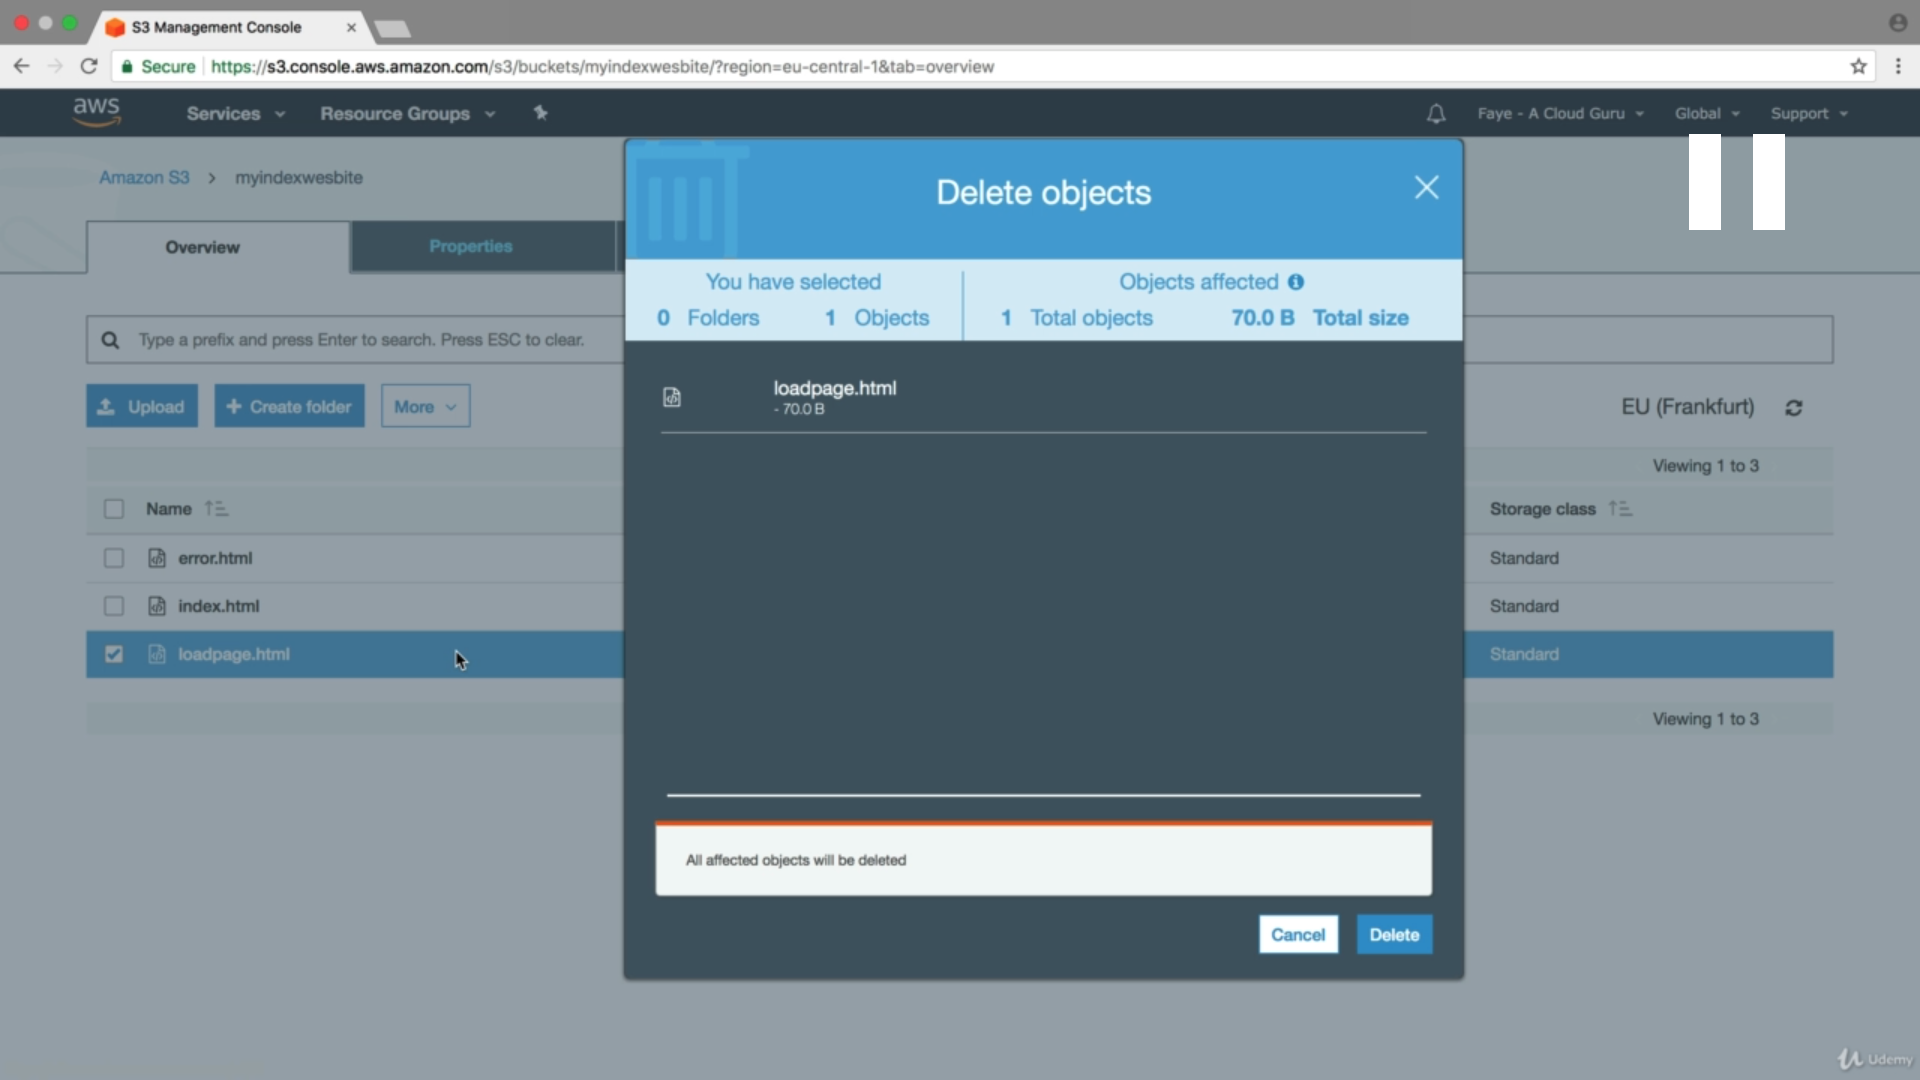 S3 Management Console
Secure https://s3.console.aws.amazon.com/s3/buckets/myindexwesbite/?region=eu-central-1&tab=overview
aws Services Resource Groups Faye - A Cloud Guru Global Support
Amazon S3 > myindexwesbite
Delete objects
Overview Properties
You have selected Objects affected
0 Folders 1 Objects 1 Total objects 70.0 B Total size
Type a prefix and press Enter to search. Press ESC to clear.
loadpage.html
- 70.0 B
Upload + Create folder More EU (Frankfurt)
Viewing 1 to 3
Name Storage class
error.html Standard
index.html Standard
loadpage.html Standard
Viewing 1 to 3
All affected objects will be deleted
Cancel Delete
Udemy